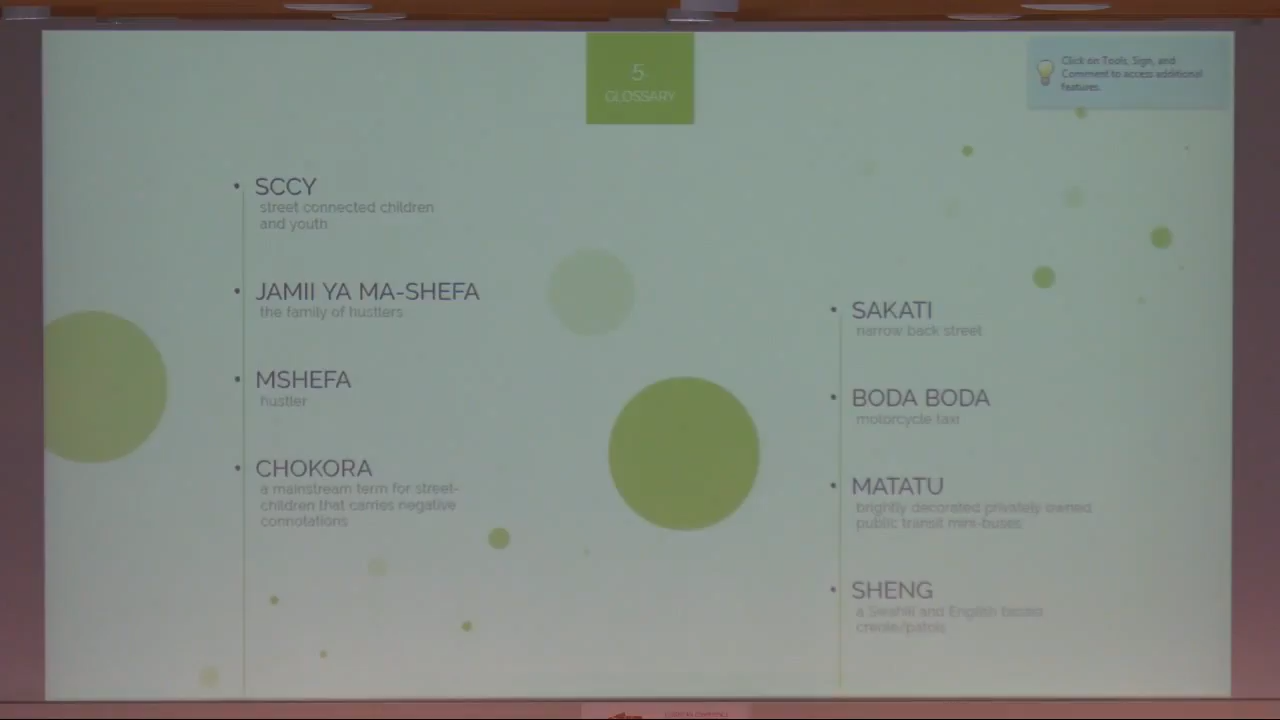 5.
GLOSSARY
Click on Tools, Sign, and
Comment to access additional
features.
• SCCY
street connected children
and youth
• JAMII YA MA-SHEFA
the family of hustlers
• MSHEFA
hustler
• CHOKORA
a mainstream term for street-
children that carries negative
connotations
• SAKATI
narrow back street
• BODA BODA
motorcycle taxi
• MATATU
brightly decorated privately owned
public transit mini-buses
• SHENG
a Swahili and English based
creole/patois